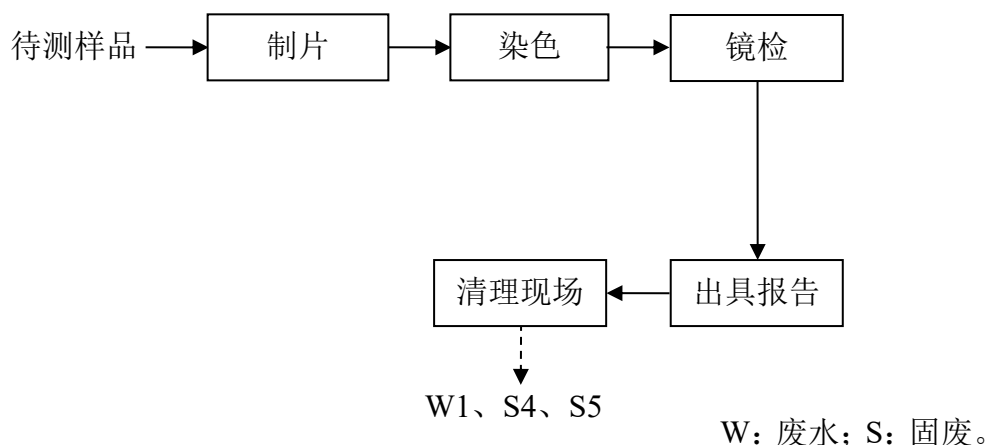 待测样品
制片
染色
镜检
出具报告
清理现场
W1、S4、S5
W：废水；S：固废。